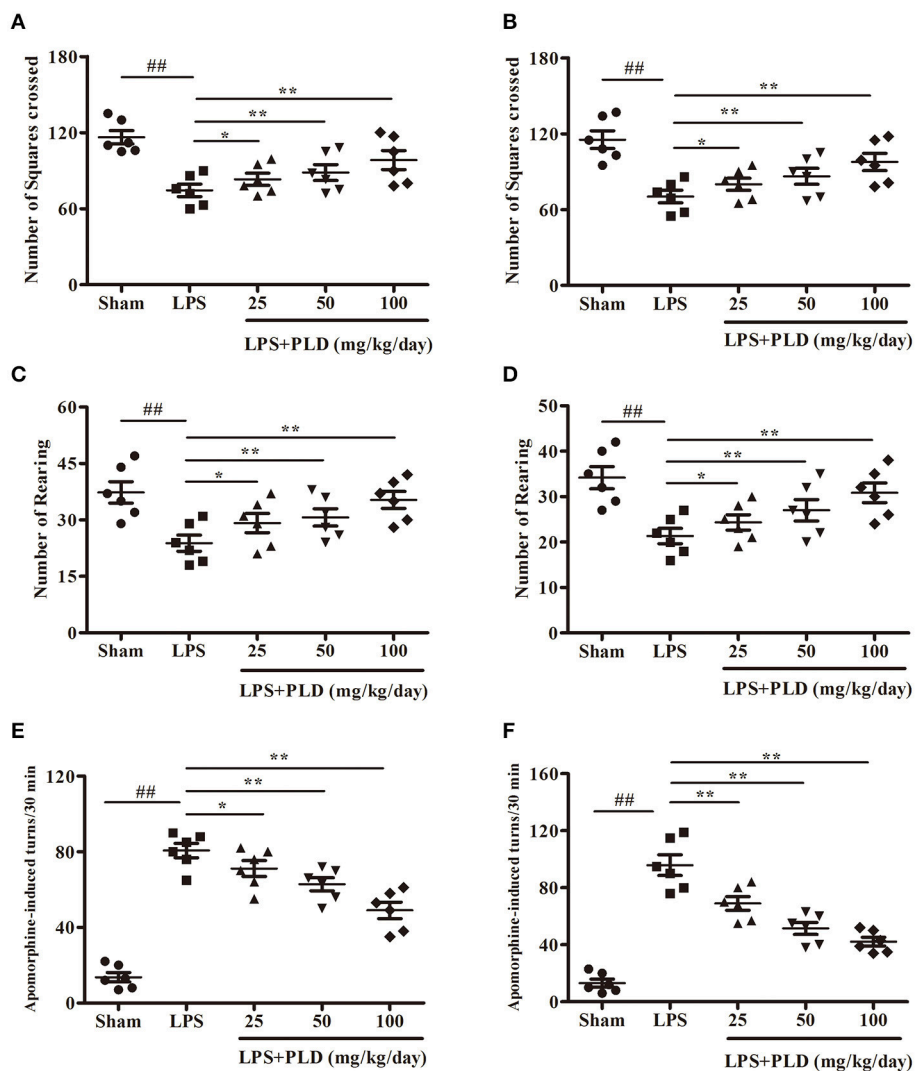 A
Number of Squares crossed
180
120
60
0
##
**
**
*
Sham LPS 25 50 100
LPS+PLD (mg/kg/day)
B
Number of Squares crossed
180
120
60
0
##
**
**
*
Sham LPS 25 50 100
LPS+PLD (mg/kg/day)
C
Number of Rearing
60
45
30
15
0
##
**
**
*
Sham LPS 25 50 100
LPS+PLD (mg/kg/day)
D
Number of Rearing
50
40
30
20
10
0
##
**
**
*
Sham LPS 25 50 100
LPS+PLD (mg/kg/day)
E
Apomorphine-induced turns/30 min
120
80
40
0
##
**
**
*
Sham LPS 25 50 100
LPS+PLD (mg/kg/day)
F
Apomorphine-induced turns/30 min
160
120
80
40
0
##
**
**
**
Sham LPS 25 50 100
LPS+PLD (mg/kg/day)